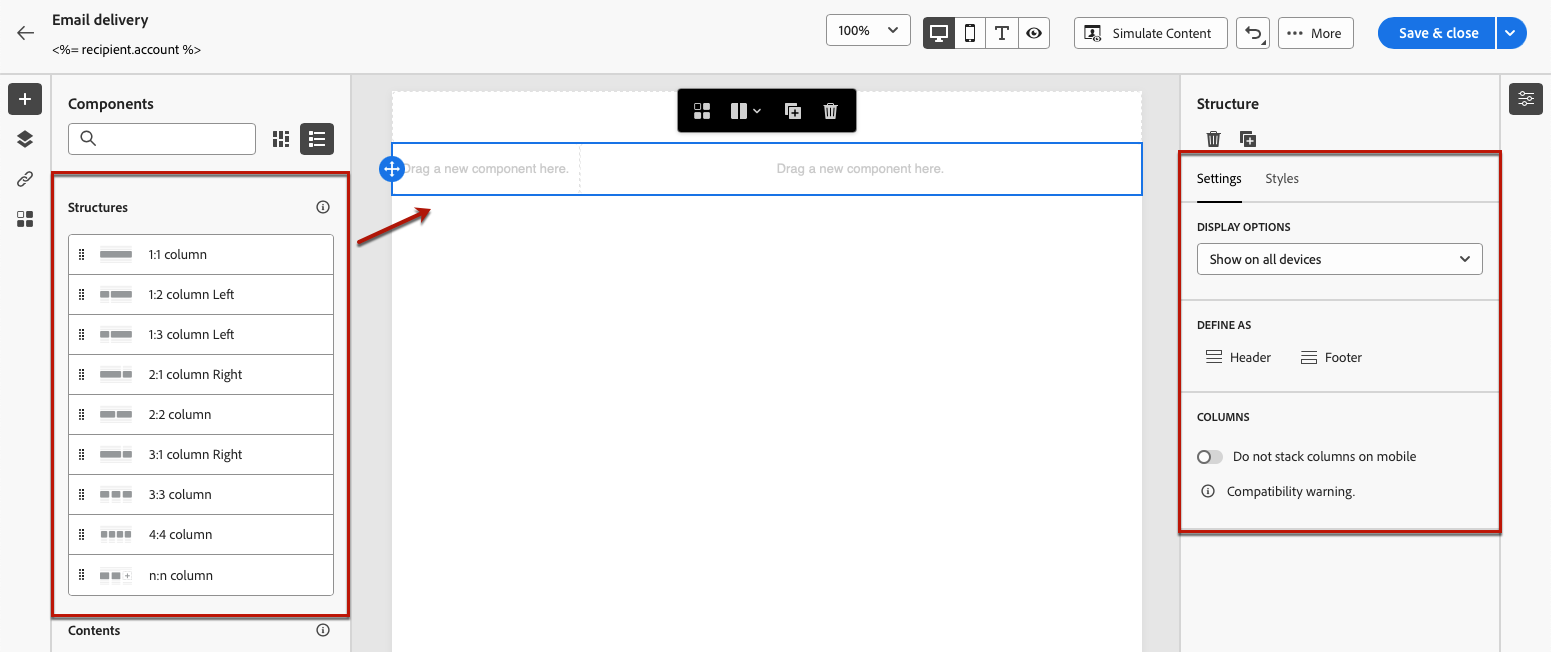 Email delivery
<%= recipient.account %>
100%
Simulate Content
More
Save & close
Components
Structures
1:1 column
1:2 column Left
1:3 column Left
2:1 column Right
2:2 column
3:1 column Right
3:3 column
4:4 column
n:n column
Contents
Drag a new component here.
Drag a new component here.
Structure
Settings
Styles
DISPLAY OPTIONS
Show on all devices
DEFINE AS
Header
Footer
COLUMNS
Do not stack columns on mobile
Compatibility warning.